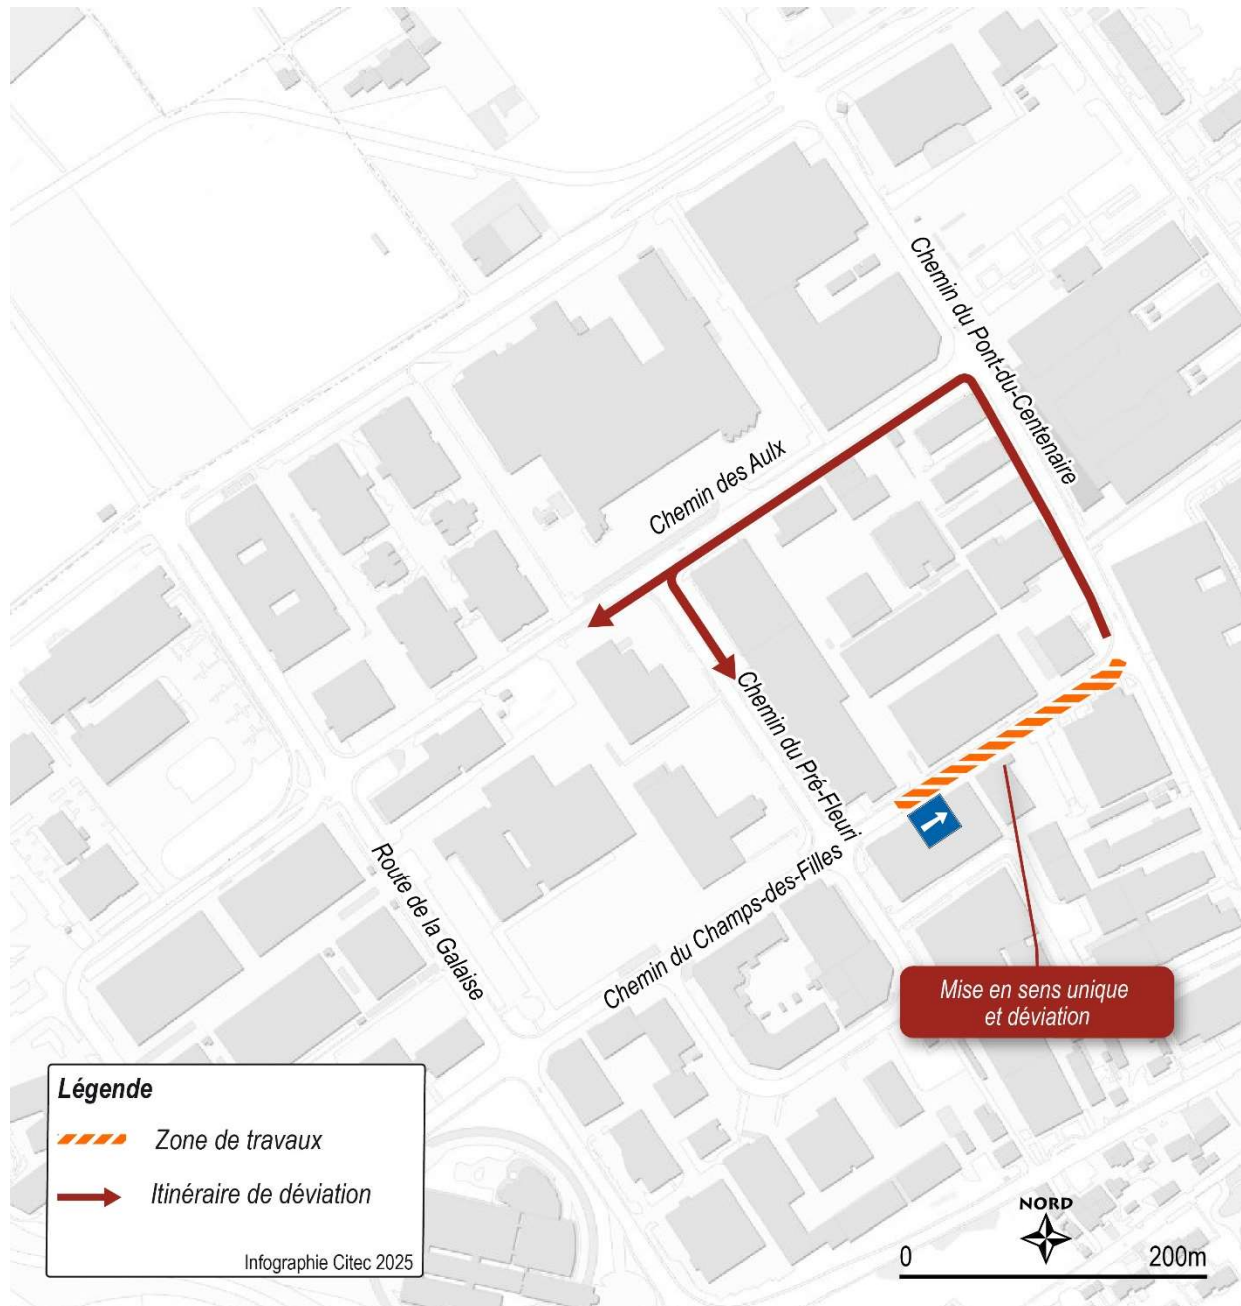 Chemin du Pont-du-Centenaire
Chemin des Aulx
Chemin du Pré-Fleuri
Route de la Galaise
Chemin du Champs-des-Filles
Mise en sens unique
et déviation
Légende
Zone de travaux
Itinéraire de déviation
Infographie Citec 2025
NORD
0 200m